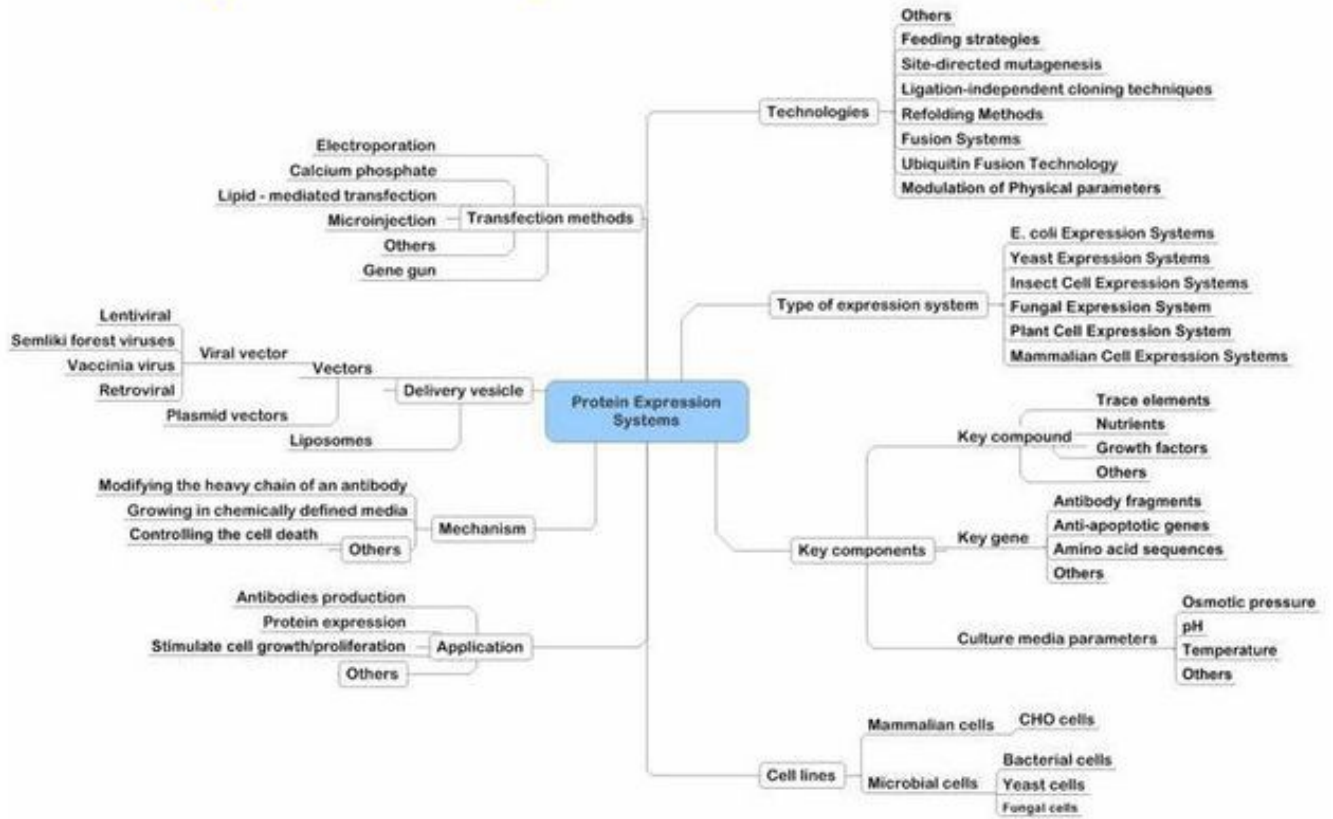 Others
Feeding strategies
Site-directed mutagenesis
Ligation-independent cloning techniques
Technologies
Refolding Methods
Fusion Systems
Ubiquitin Fusion Technology
Modulation of Physical parameters
Electroporation
Calcium phosphate
Lipid - mediated transfection
Transfection methods
Microinjection
Others
Gene gun
E. coli Expression Systems
Yeast Expression Systems
Insect Cell Expression Systems
Type of expression system
Fungal Expression System
Plant Cell Expression System
Mammalian Cell Expression Systems
Lentiviral
Semliki forest viruses
Viral vector
Vaccinia virus
Retroviral
Vectors
Plasmid vectors
Delivery vesicle
Liposomes
Protein Expression
Systems
Trace elements
Nutrients
Key compound
Growth factors
Others
Modifying the heavy chain of an antibody
Growing in chemically defined media
Mechanism
Controlling the cell death
Others
Antibody fragments
Anti-apoptotic genes
Key components
Key gene
Amino acid sequences
Others
Antibodies production
Protein expression
Stimulate cell growth/proliferation
Application
Others
Osmotic pressure
pH
Culture media parameters
Temperature
Others
Mammalian cells
CHO cells
Cell lines
Microbial cells
Bacterial cells
Yeast cells
Fungal cells